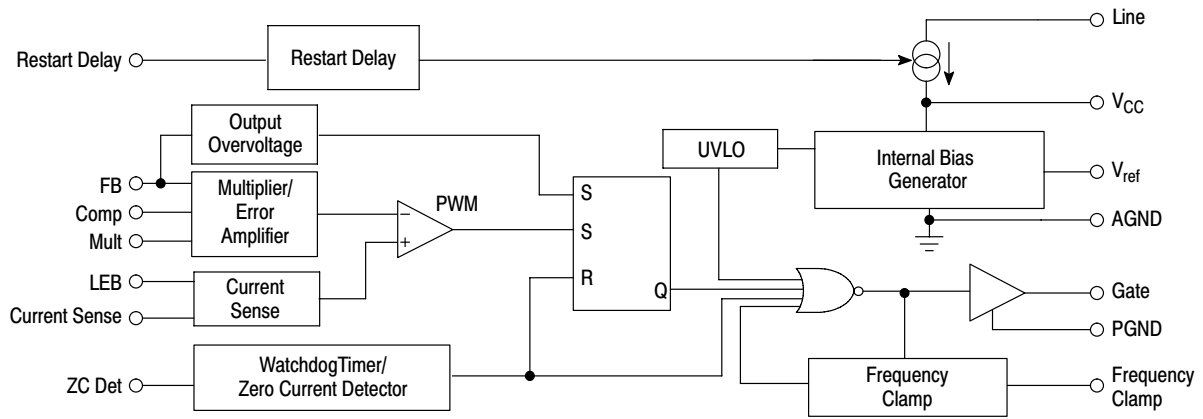 Line
Restart Delay
Restart Delay
VCC
Output
Overvoltage
UVLO
Internal Bias
Generator
Vref
FB
Multiplier/
Error
Amplifier
Comp
Mult
−
+
PWM
S
S
R
Q
AGND
LEB
Current Sense
Current
Sense
Gate
PGND
ZC Det
WatchdogTimer/
Zero Current Detector
Frequency
Clamp
Frequency
Clamp